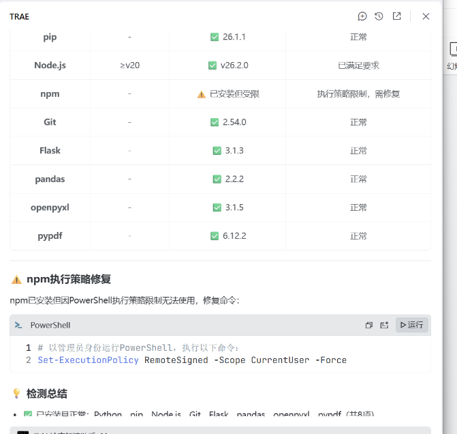 TRAE
pip - ✅ 26.1.1 正常
Node.js ≥v20 ✅ v26.2.0 已满足要求
npm - ⚠️ 已安装但受限 执行策略限制，需修复
Git - ✅ 2.54.0 正常
Flask - ✅ 3.1.3 正常
pandas - ✅ 2.2.2 正常
openpyxl - ✅ 3.1.5 正常
pypdf - ✅ 6.12.2 正常
⚠️ npm执行策略修复
npm已安装但因PowerShell执行策略限制无法使用，修复命令：
PowerShell 运行
1 # 以管理员身份运行PowerShell，执行以下命令：
2 Set-ExecutionPolicy RemoteSigned -Scope CurrentUser -Force
💡 检测总结
• ✅ 已安装且正常：Python、pip、Node.js、Git、Flask、pandas、openpyxl、pypdf（共8项）